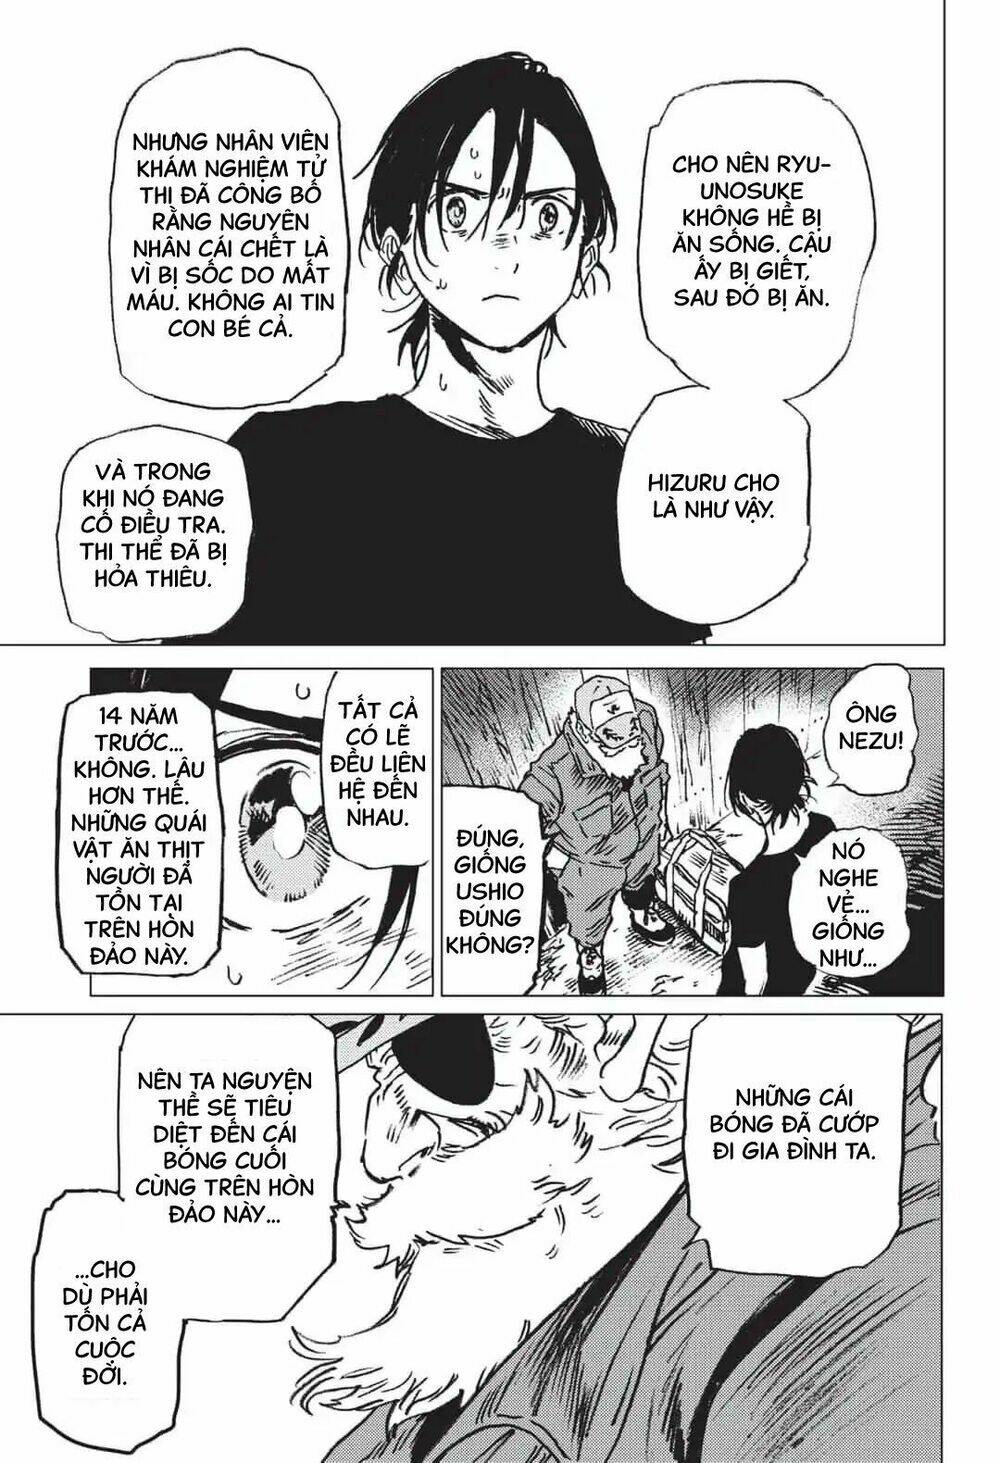 CHO NÊN RYU-
UNOSUKE
KHÔNG HỀ BỊ
ĂN SỐNG. CẬU
ẤY BỊ GIẾT,
SAU ĐÓ BỊ ĂN.
HIZURU CHO
LÀ NHƯ VẬY.
NHƯNG NHÂN VIÊN
KHÁM NGHIỆM TỬ
THI ĐÃ CÔNG BỐ
RẰNG NGUYÊN
NHÂN CÁI CHẾT LÀ
VÌ BỊ SỐC DO MẤT
MÁU. KHÔNG AI TIN
CON BÉ CẢ.
VÀ TRONG
KHI NÓ ĐANG
CỐ ĐIỀU TRA.
THI THỂ ĐÃ BỊ
HỎA THIÊU.
ÔNG
NEZU!
NÓ
NGHE
VẺ...
GIỐNG
NHƯ...
ĐÚNG,
GIỐNG
USHIO
ĐÚNG
KHÔNG?
TẤT CẢ
CÓ LẼ
ĐỀU LIÊN
HỆ ĐẾN
NHAU.
14 NĂM
TRƯỚC...
KHÔNG. LÂU
HƠN THẾ.
NHỮNG QUÁI
VẬT ĂN THỊT
NGƯỜI ĐÃ
TỒN TẠI
TRÊN HÒN
ĐẢO NÀY.
NHỮNG CÁI
BÓNG ĐÃ CƯỚP
ĐI GIA ĐÌNH TA.
NÊN TA NGUYỆN
THỀ SẼ TIÊU
DIỆT ĐẾN CÁI
BÓNG CUỐI
CÙNG TRÊN HÒN
ĐẢO NÀY...
...CHO
DÙ PHẢI
TỐN CẢ
CUỘC
ĐỜI.